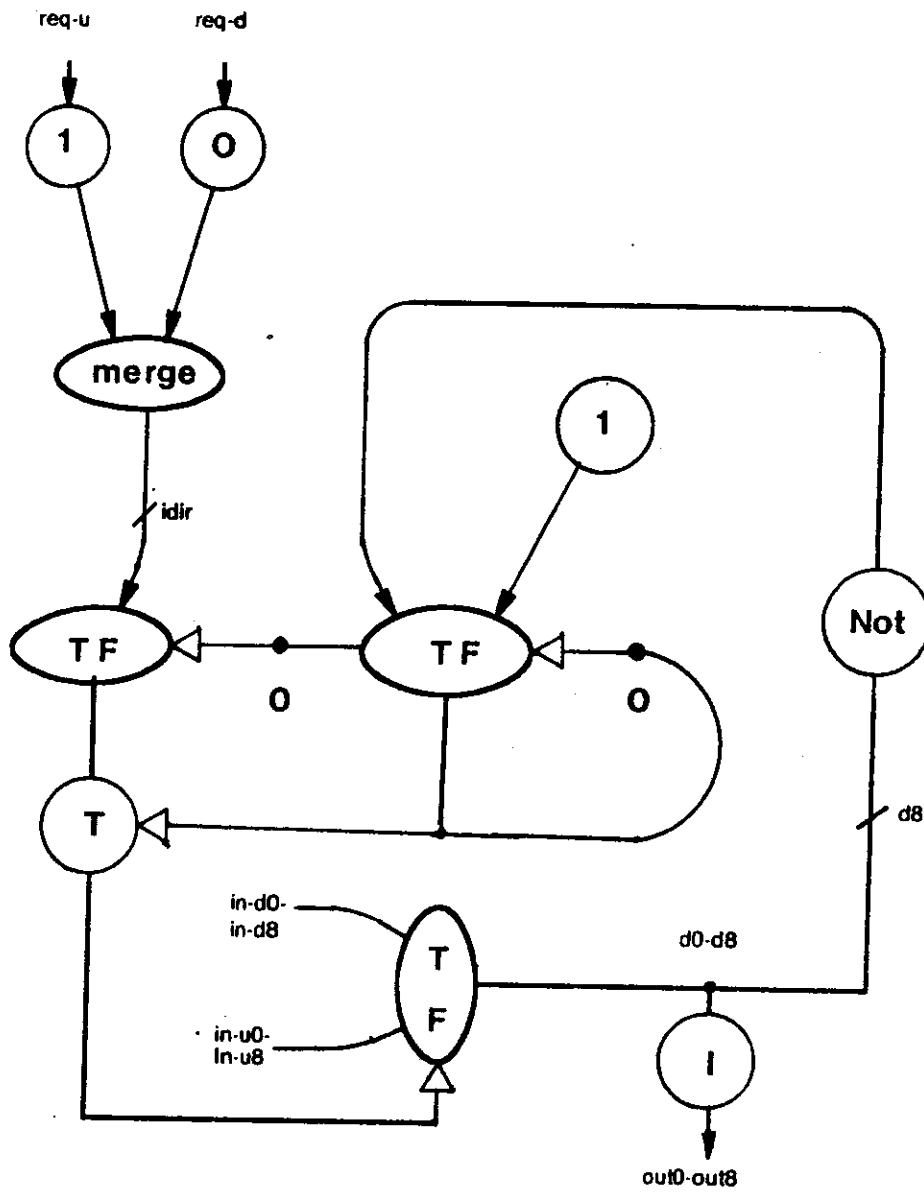 req-u
req-d
1
0
merge
1
idir
Not
T F
T F
0
0
T
d8
in-d0-
in-d8
T
d0-d8
F
in-u0-
In-u8
I
out0-out8